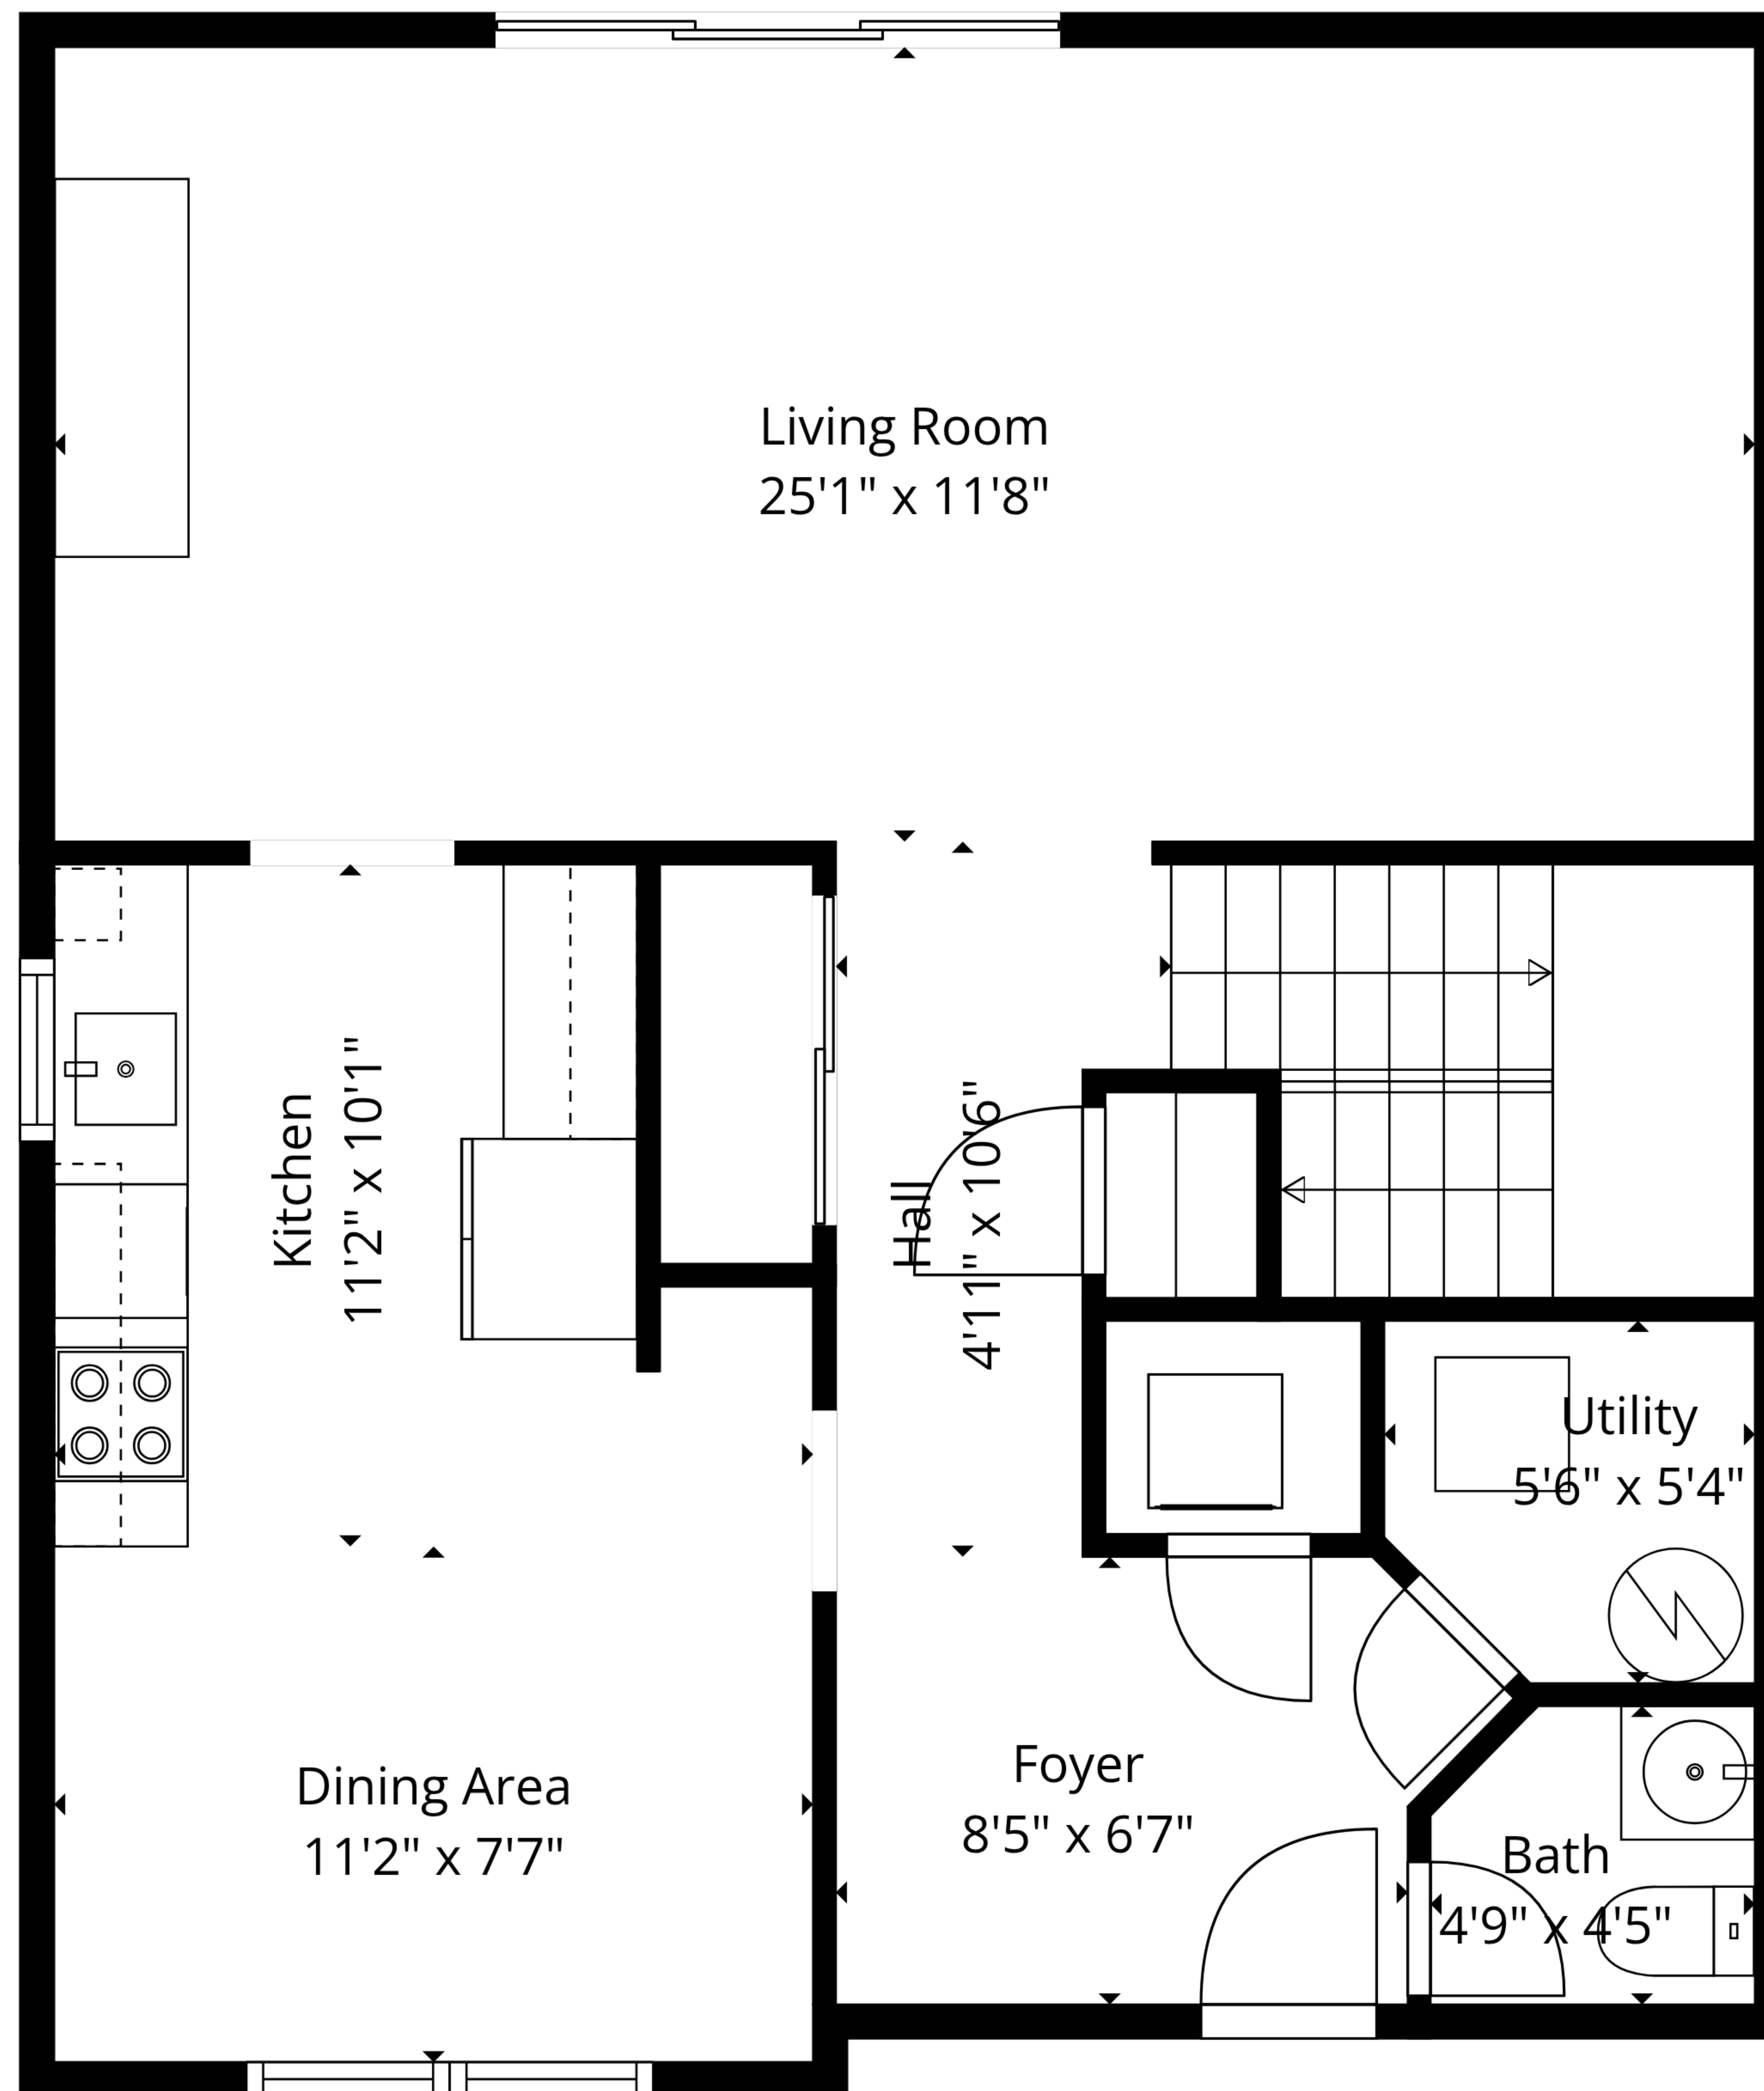 Living Room
25'1" x 11'8"
Kitchen
11'2" x 10'1"
Hall
4'11" x 10'6"
Utility
5'6" x 5'4"
Dining Area
11'2" x 7'7"
Foyer
8'5" x 6'7"
Bath
4'9" x 4'5"